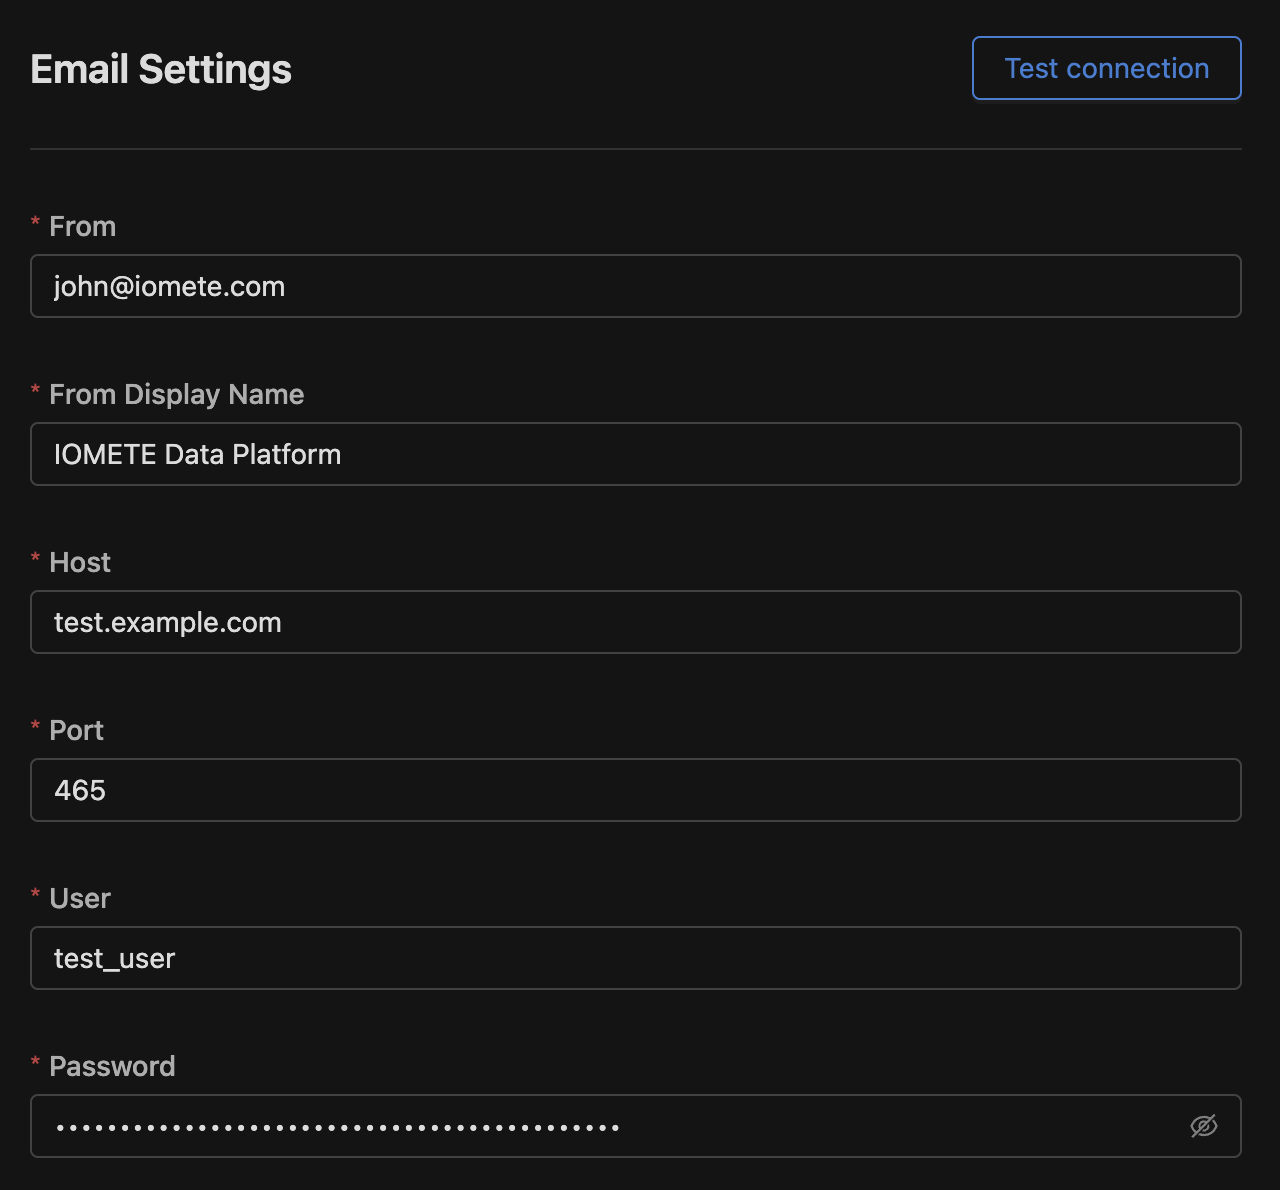 Email Settings
Test connection
* From
john@iomete.com
* From Display Name
IOMETE Data Platform
* Host
test.example.com
* Port
465
* User
test_user
* Password
••••••••••••••••••••••••••••••••••••••••••••